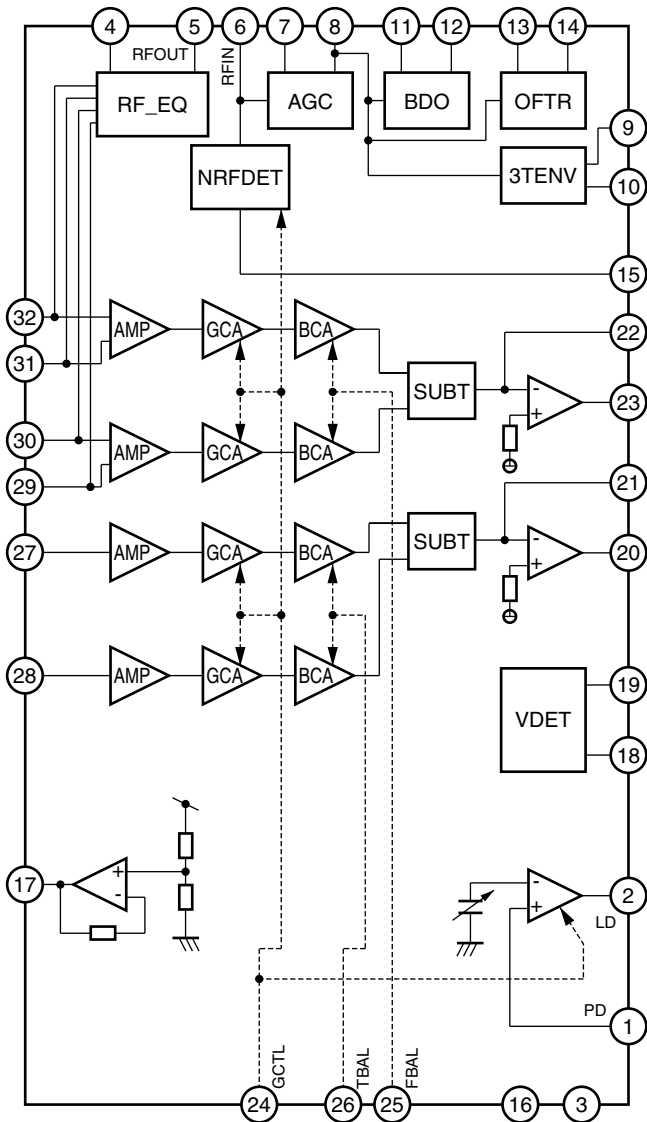 4 5 6 7 8 11 12 13 14
RFOUT
RFIN
RF_EQ
AGC
BDO
OFTR
9
NRFDET
3TENV
10
15
32
AMP
GCA
BCA
22
31
SUBT
-
+
23
30
AMP
GCA
BCA
29
21
27
AMP
GCA
BCA
SUBT
-
+
20
28
AMP
GCA
BCA
19
VDET
18
17
+
-
-
+
2
LD
PD
1
GCTL
TBAL
FBAL
24 26 25 16 3